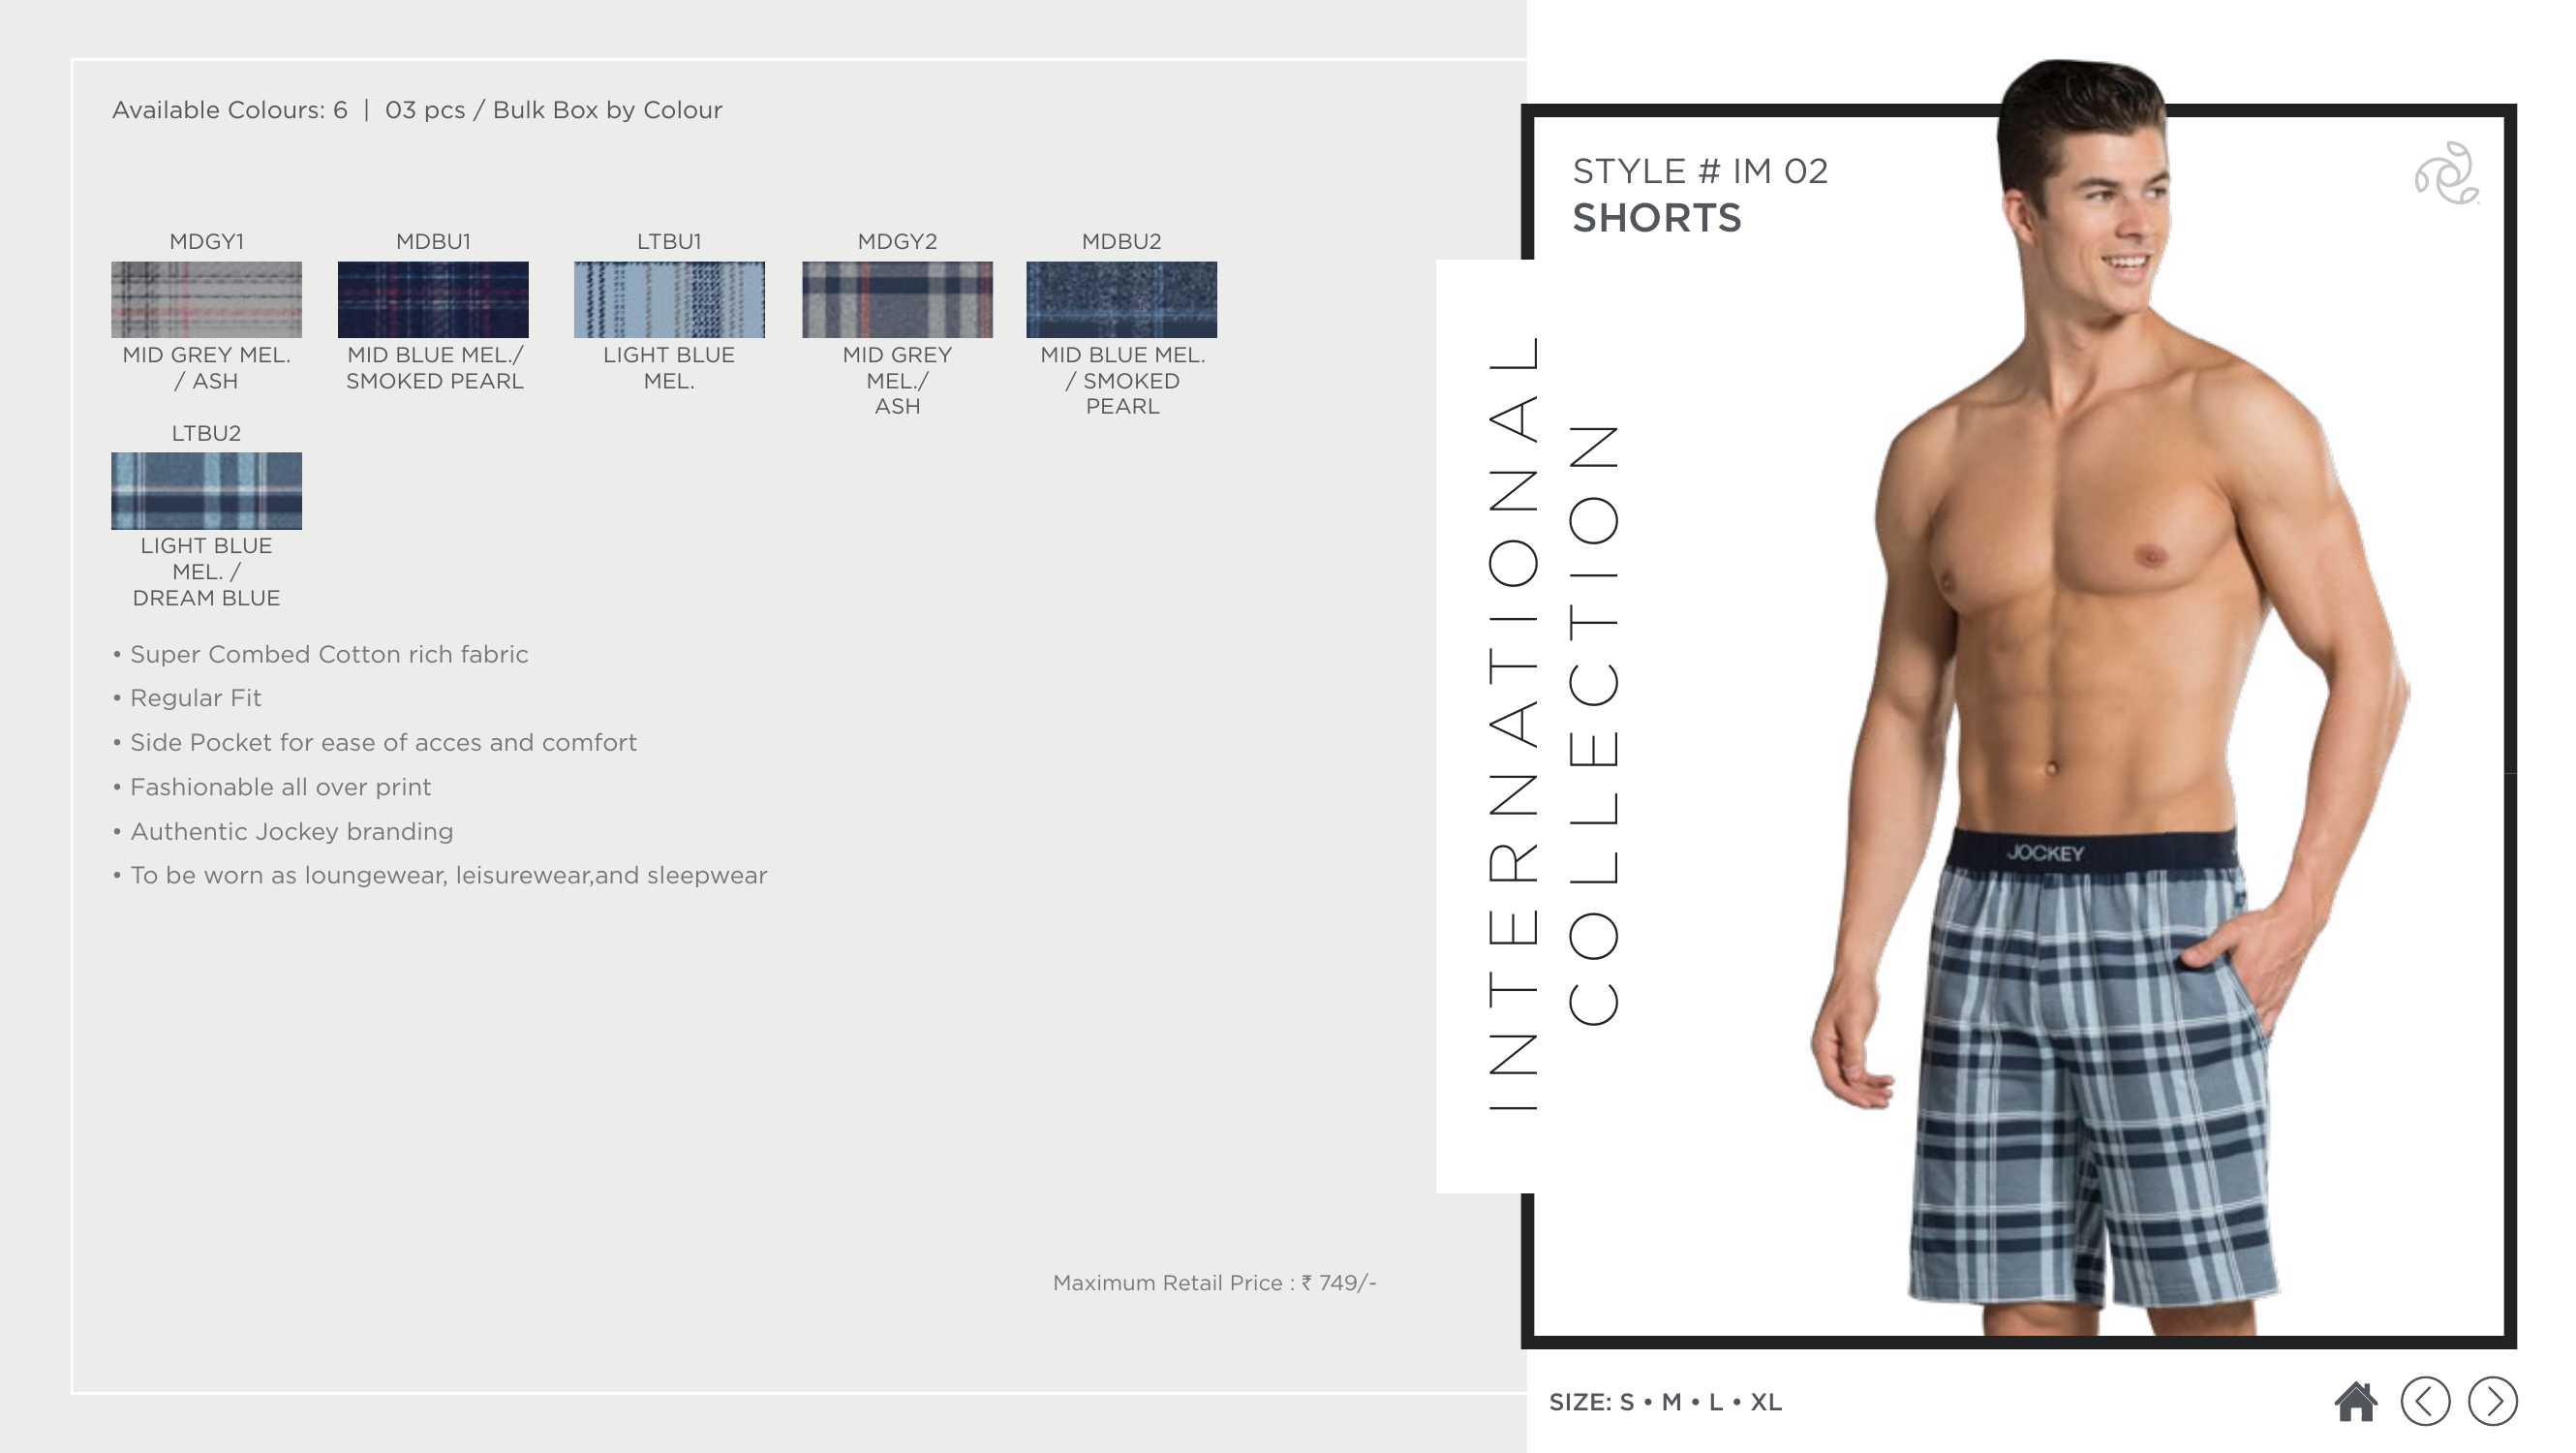 Available Colours: 6 | 03 pcs / Bulk Box by Colour
MDGY1
MID GREY MEL.
/ ASH
MDBU1
MID BLUE MEL./
SMOKED PEARL
LTBU1
LIGHT BLUE
MEL.
MDGY2
MID GREY
MEL./
ASH
MDBU2
MID BLUE MEL.
/ SMOKED
PEARL
LTBU2
LIGHT BLUE
MEL. /
DREAM BLUE
• Super Combed Cotton rich fabric
• Regular Fit
• Side Pocket for ease of acces and comfort
• Fashionable all over print
• Authentic Jockey branding
• To be worn as loungewear, leisurewear,and sleepwear
Maximum Retail Price : ₹ 749/-
INTERNATIONAL
COLLECTION
STYLE # IM 02
SHORTS
JOCKEY
SIZE: S • M • L • XL